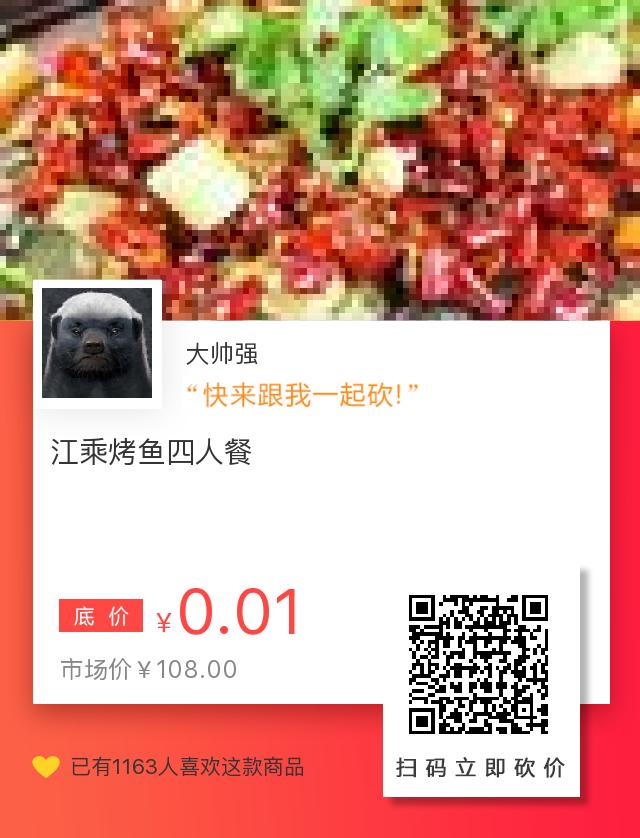 大帅强
“快来跟我一起砍!”
江乘烤鱼四人餐
底价 ¥0.01
市场价¥108.00
已有1163人喜欢这款商品
扫码立即砍价